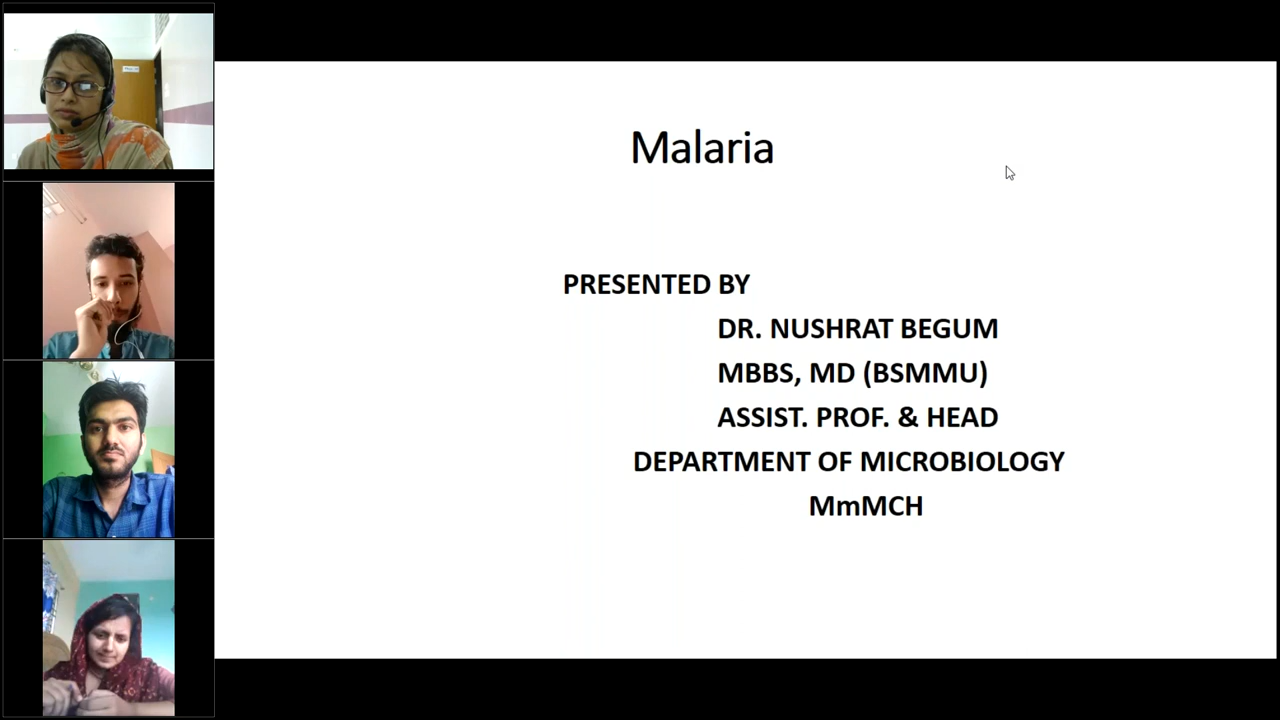 Malaria
PRESENTED BY
DR. NUSHRAT BEGUM
MBBS, MD (BSMMU)
ASSIST. PROF. & HEAD
DEPARTMENT OF MICROBIOLOGY
MmMCH